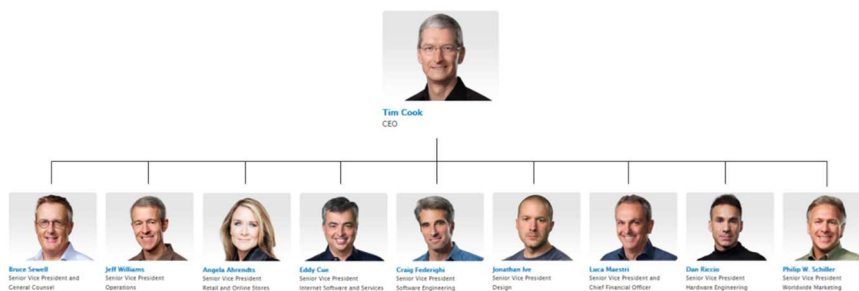 Tim Cook
CEO
Bruce Sewell
Senior Vice President and
General Counsel
Jeff Williams
Senior Vice President
Operations
Angela Ahrendts
Senior Vice President
Retail and Online Stores
Eddy Cue
Senior Vice President
Internet Software and Services
Craig Federighi
Senior Vice President
Software Engineering
Jonathan Ive
Senior Vice President
Design
Luca Maestri
Senior Vice President and
Chief Financial Officer
Dan Riccio
Senior Vice President
Hardware Engineering
Philip W. Schiller
Senior Vice President
Worldwide Marketing